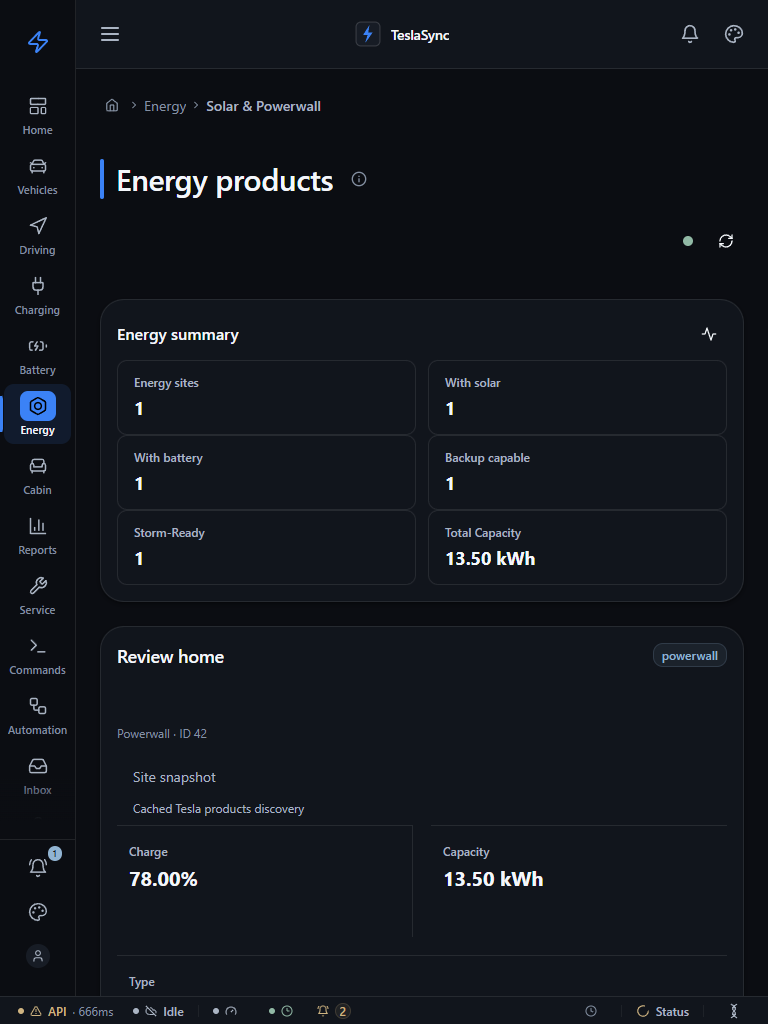 TeslaSync
Home
Vehicles
Driving
Charging
Battery
Energy
Cabin
Reports
Service
Commands
Automation
Inbox
1
Energy
Solar & Powerwall
Energy products
Energy summary
Energy sites
1
With solar
1
With battery
1
Backup capable
1
Storm-Ready
1
Total Capacity
13.50 kWh
Review home
powerwall
Powerwall · ID 42
Site snapshot
Cached Tesla products discovery
Charge
78.00%
Capacity
13.50 kWh
Type
API · 666ms
Idle
2
Status